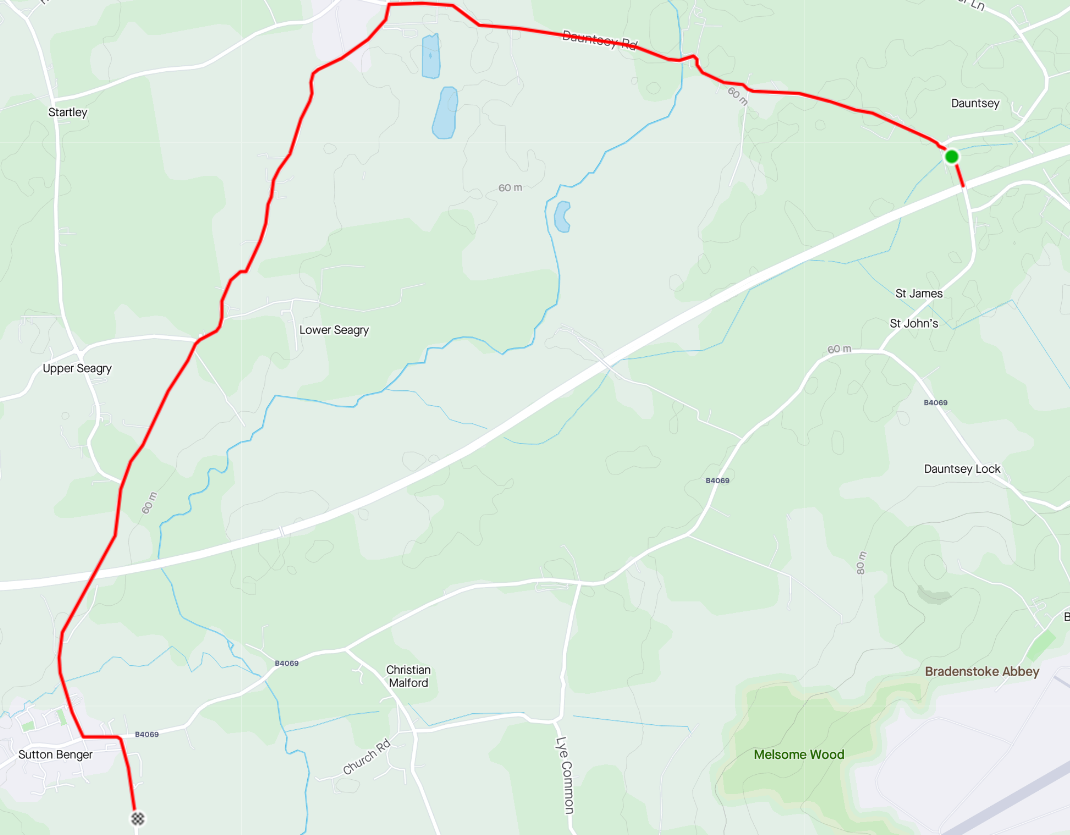 Dauntsey Rd
60 m
Dauntsey
Startley
60 m
St James
St John's
Lower Seagry
60 m
Upper Seagry
B4069
Dauntsey Lock
B4069
60 m
80 m
B4069
Christian
Malford
Bradenstoke Abbey
B4069
Sutton Benger
Church Rd
Lye Common
Melsome Wood